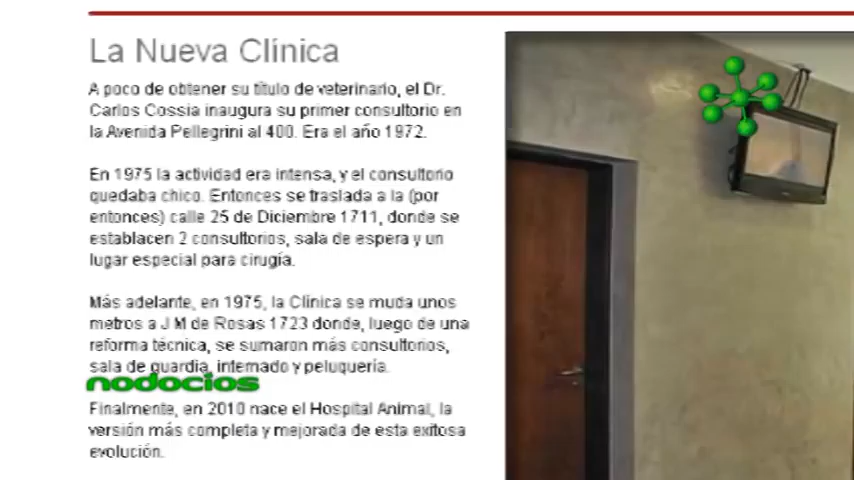 La Nueva Clínica
A poco de obtener su título de veterinario, el Dr.
Carlos Cossia inaugura su primer consultorio en
la Avenida Pellegrini al 400. Era el año 1972.
En 1975 la actividad era intensa, y el consultorio
quedaba chico. Entonces se traslada a la (por
entonces) calle 25 de Diciembre 1711, donde se
establacen 2 consultorios, sala de espera y un
lugar especial para cirugía.
Más adelante, en 1975, la Clínica se muda unos
metros a J M de Rosas 1723 donde, luego de una
reforma técnica, se sumaron más consultorios,
sala de guardia, internado y peluquería.
nodocios
Finalmente, en 2010 nace el Hospital Animal, la
versión más completa y mejorada de esta exitosa
evolución.